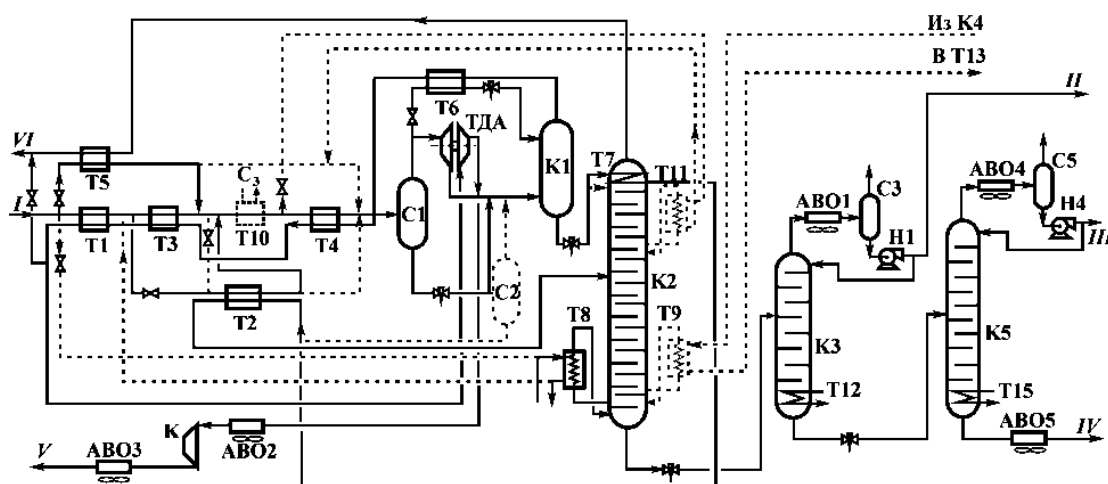 Из К4
В Т13
II
Т6
ТДА
VI
Т7
Т11
АВО4
С5
Т5
К1
АВО1
С3
С3
Н4
I
С1
Т1
Т3
Т10
Т4
Н1
III
К2
С2
Т2
Т8
Т9
К3
К5
Т12
Т15
К
V
АВО3
АВО2
АВО5
IV